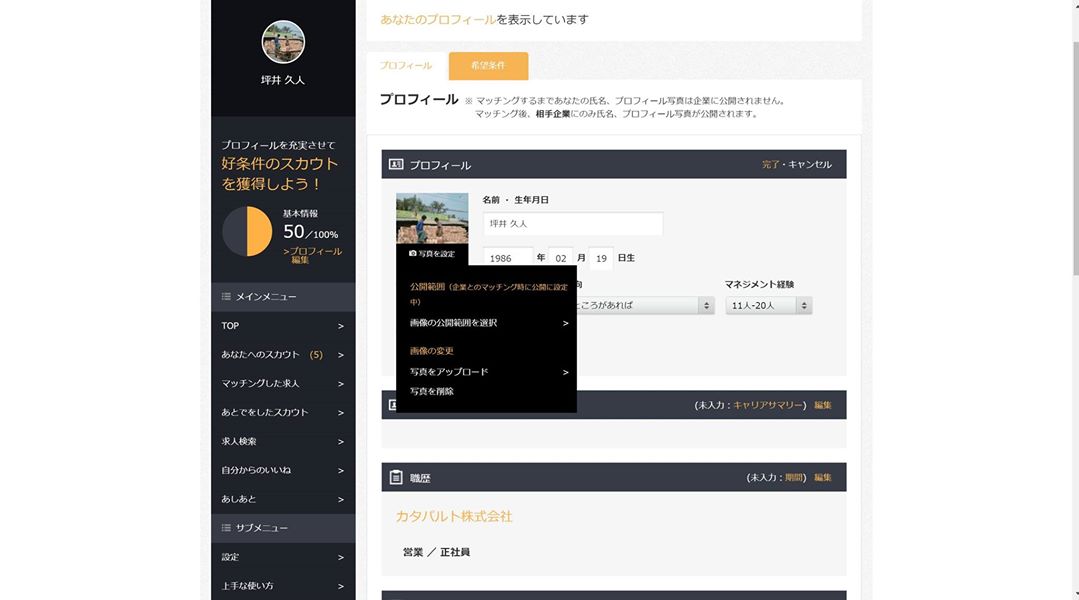 坪井 久人
プロフィールを充実させて
好条件のスカウト
を獲得しよう！
基本情報
50／100%
>プロフィール
編集
メインメニュー
TOP >
あなたへのスカウト (5) >
マッチングした求人 >
あとでをしたスカウト >
求人検索 >
自分からのいいね >
あしあと >
サブメニュー
設定 >
上手な使い方 >
あなたのプロフィールを表示しています
プロフィール 希望条件
プロフィール ※ マッチングするまであなたの氏名、プロフィール写真は企業に公開されません。
マッチング後、相手企業にのみ氏名、プロフィール写真が公開されます。
プロフィール 完了・キャンセル
名前 ・ 生年月日
坪井 久人
写真を設定
1986 年 02 月 19 日生
向 マネジメント経験
ところがあれば 11人-20人
公開範囲（企業とのマッチング時に公開に設定
中）
画像の公開範囲を選択 >
画像の変更
写真をアップロード >
写真を削除
(未入力：キャリアサマリー) 編集
職歴 (未入力：期間) 編集
カタパルト株式会社
営業 ／ 正社員